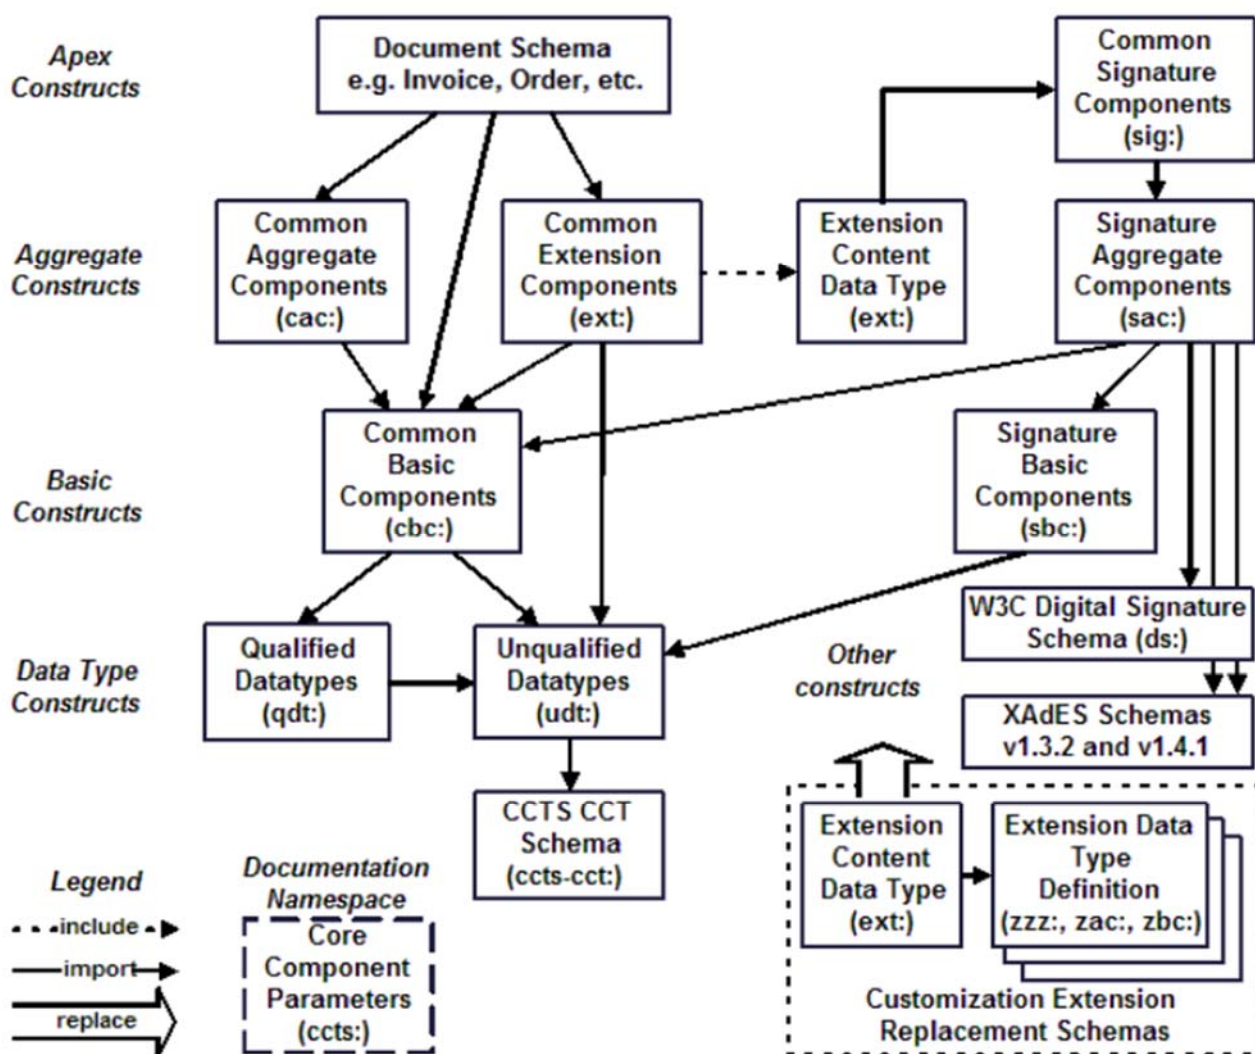 Apex
Constructs
Document Schema
e.g. Invoice, Order, etc.
Common
Signature
Components
(sig:)
Aggregate
Constructs
Common
Aggregate
Components
(cac:)
Common
Extension
Components
(ext:)
Extension
Content
Data Type
(ext:)
Signature
Aggregate
Components
(sac:)
Basic
Constructs
Common
Basic
Components
(cbc:)
Signature
Basic
Components
(sbc:)
Data Type
Constructs
Qualified
Datatypes
(qdt:)
Unqualified
Datatypes
(udt:)
Other
constructs
W3C Digital Signature
Schema (ds:)
XAdES Schemas
v1.3.2 and v1.4.1
CCTS CCT
Schema
(ccts-cct:)
Legend
include
import
replace
Documentation
Namespace
Core
Component
Parameters
(ccts:)
Extension
Content
Data Type
(ext:)
Extension Data
Type
Definition
(zzz:, zac:, zbc:)
Customization Extension
Replacement Schemas